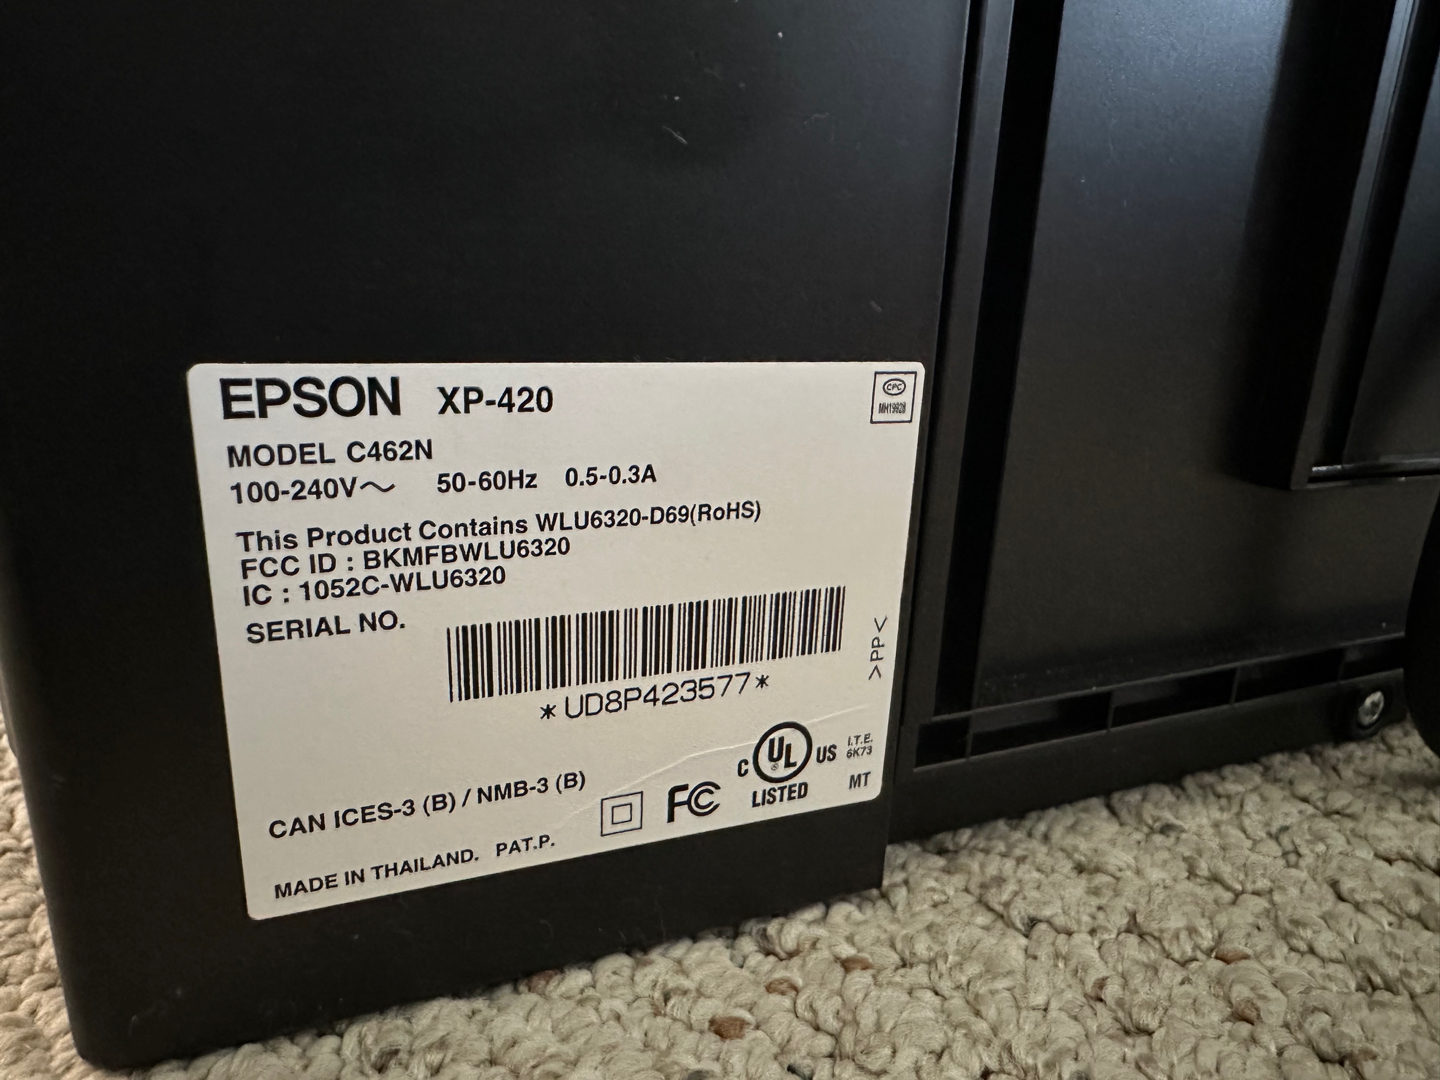 EPSON XP-420
CPC
MH19928
MODEL C462N
100-240V～ 50-60Hz 0.5-0.3A
This Product Contains WLU6320-D69(RoHS)
FCC ID : BKMFBWLU6320
IC : 1052C-WLU6320
SERIAL NO.
*UD8P423577*
>PP<
C UL US
®
LISTED
I.T.E.
6K73
MT
CAN ICES-3 (B) / NMB-3 (B)
FC
MADE IN THAILAND. PAT.P.